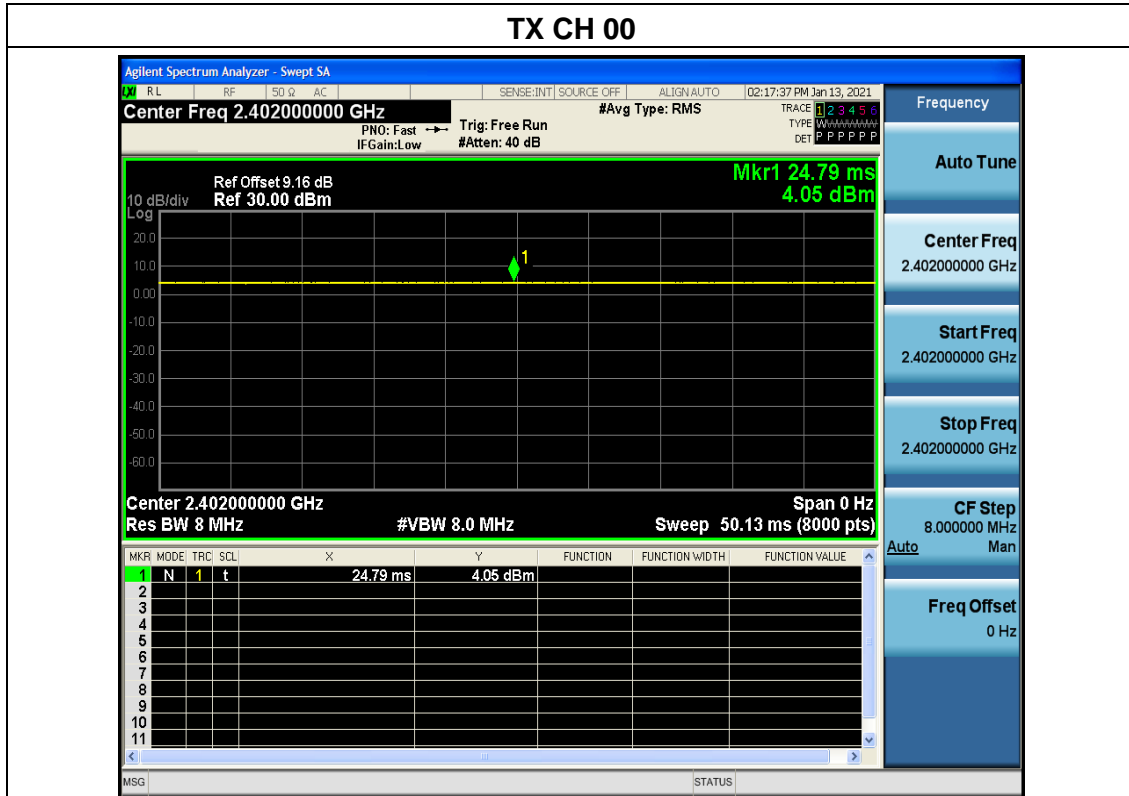 TX CH 00
Agilent Spectrum Analyzer - Swept SA
LXI RL RF 50 Ω AC SENSE:INT SOURCE OFF ALIGN AUTO 02:17:37 PM Jan 13, 2021
Center Freq 2.402000000 GHz
PNO: Fast
IFGain:Low
Trig: Free Run
#Atten: 40 dB
#Avg Type: RMS
TRACE 1 2 3 4 5 6
TYPE WWWWWW
DET P P P P P P
Frequency
Auto Tune
Center Freq
2.402000000 GHz
Start Freq
2.402000000 GHz
Stop Freq
2.402000000 GHz
CF Step
8.000000 MHz
Auto Man
Freq Offset
0 Hz
Mkr1 24.79 ms
4.05 dBm
Ref Offset 9.16 dB
10 dB/div Ref 30.00 dBm
Log
20.0
10.0
0.00
-10.0
-20.0
-30.0
-40.0
-50.0
-60.0
1
Center 2.402000000 GHz Span 0 Hz
Res BW 8 MHz #VBW 8.0 MHz Sweep 50.13 ms (8000 pts)
MKR MODE TRC SCL X Y FUNCTION FUNCTION WIDTH FUNCTION VALUE
1 N 1 t 24.79 ms 4.05 dBm
2
3
4
5
6
7
8
9
10
11
MSG STATUS